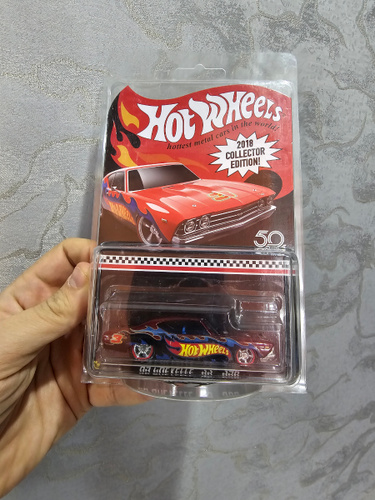 HOT WHEELS
hottest metal cars in the world!
2018
COLLECTOR
EDITION!
50
HOT WHEELS